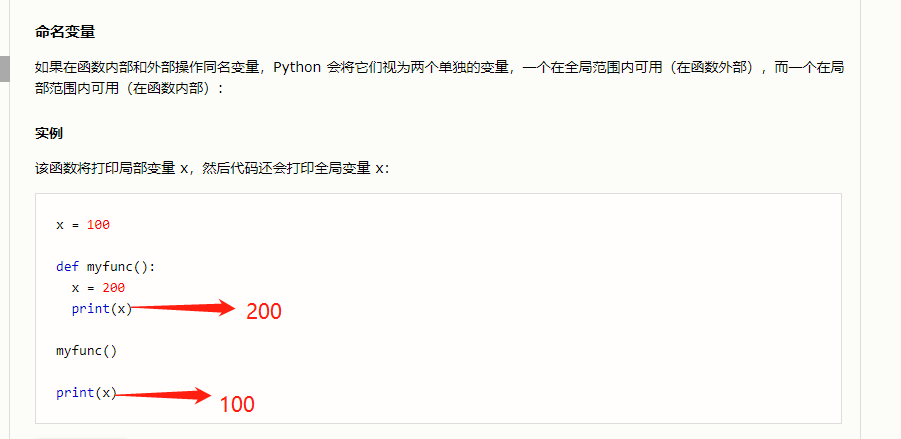 命名变量
如果在函数内部和外部操作同名变量，Python 会将它们视为两个单独的变量，一个在全局范围内可用（在函数外部），而一个在局
部范围内可用（在函数内部）：
实例
该函数将打印局部变量 x，然后代码还会打印全局变量 x：
x = 100
def myfunc():
  x = 200
  print(x) 200
myfunc()
print(x) 100